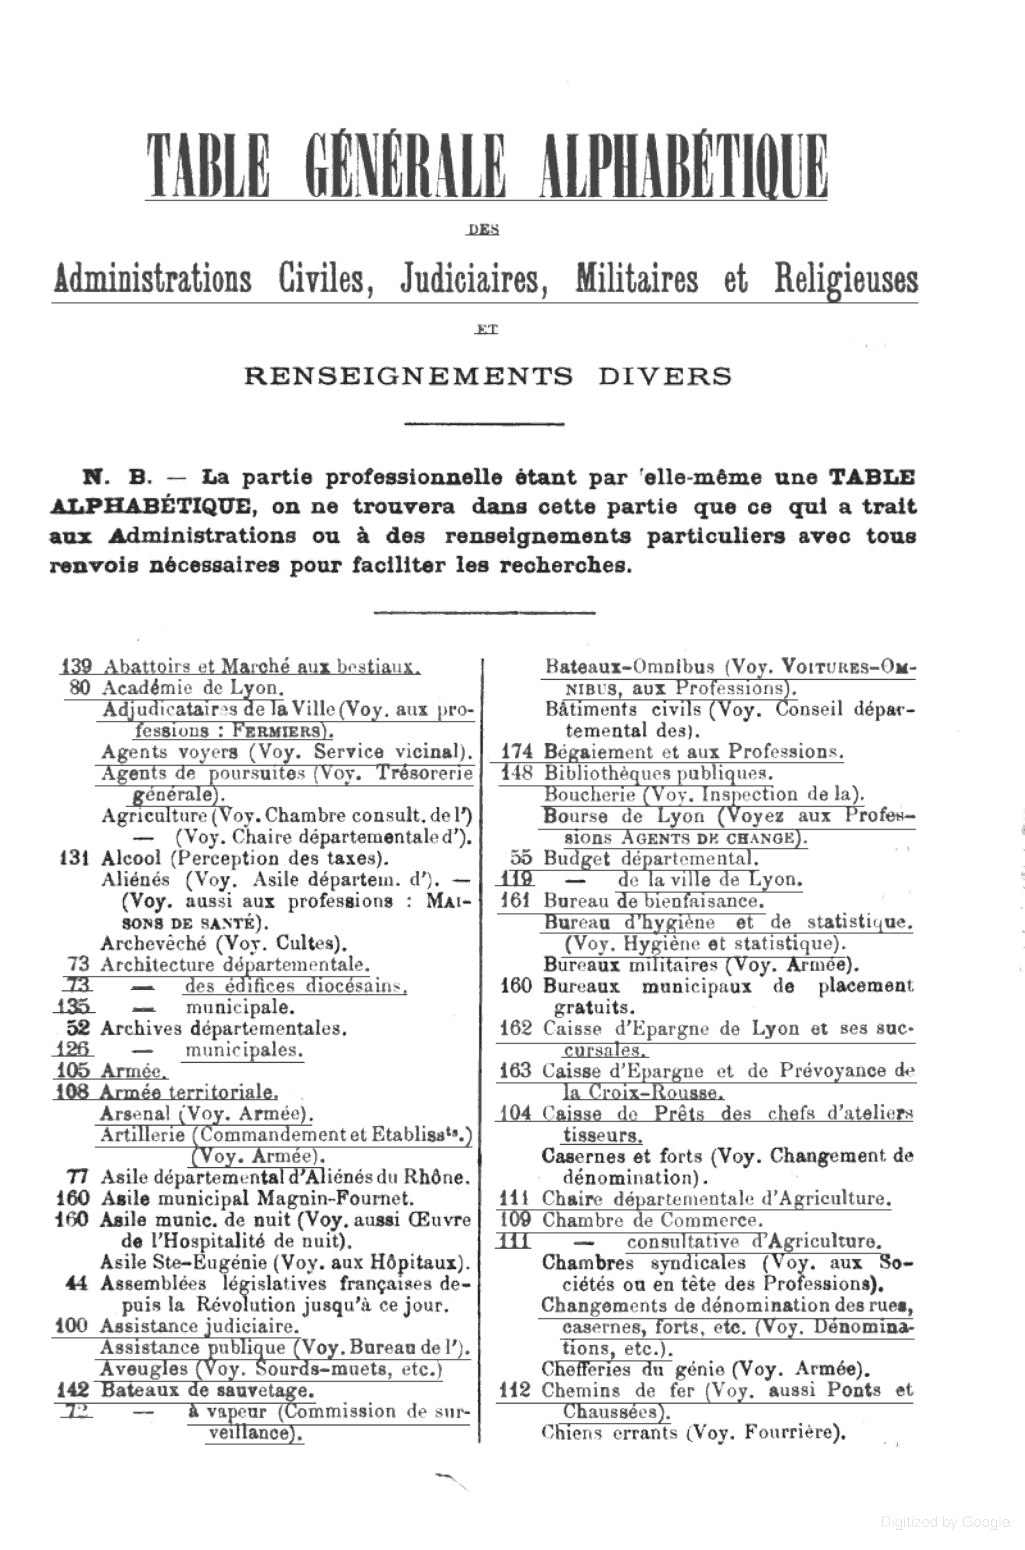 TABLE GÉNÉRALE ALPHABÉTIQUE
DES
Administrations Civiles, Judiciaires, Militaires et Religieuses
ET
RENSEIGNEMENTS DIVERS
N. B. — La partie professionnelle étant par elle-même une TABLE
ALPHABÉTIQUE, on ne trouvera dans cette partie que ce qui a trait
aux Administrations ou à des renseignements particuliers avec tous
renvois nécessaires pour faciliter les recherches.
139 Abattoirs et Marché aux bestiaux.
80 Académie de Lyon.
Adjudicataires de la Ville (Voy. aux pro-
fessions : FERMIERS).
Agents voyers (Voy. Service vicinal).
Agents de poursuites (Voy. Trésorerie
générale).
Agriculture (Voy. Chambre consult. de l')
— (Voy. Chaire départementale d').
131 Alcool (Perception des taxes).
Aliénés (Voy. Asile départem. d'). —
(Voy. aussi aux professions : MAI-
SONS DE SANTÉ).
Archevêché (Voy. Cultes).
73 Architecture départementale.
73 — des édifices diocésains.
135 — municipale.
52 Archives départementales.
126 — municipales.
105 Armée.
108 Armée territoriale.
Arsenal (Voy. Armée).
Artillerie (Commandement et Etablissts.)
(Voy. Armée).
77 Asile départemental d'Aliénés du Rhône.
160 Asile municipal Magnin-Fournet.
160 Asile munic. de nuit (Voy. aussi Œuvre
de l'Hospitalité de nuit).
Asile Ste-Eugénie (Voy. aux Hôpitaux).
44 Assemblées législatives françaises de-
puis la Révolution jusqu'à ce jour.
100 Assistance judiciaire.
Assistance publique (Voy. Bureau de l').
Aveugles (Voy. Sourds-muets, etc.)
142 Bateaux de sauvetage.
72 — à vapeur (Commission de sur-
veillance).
Bateaux-Omnibus (Voy. VOITURES-OM-
NIBUS, aux Professions).
Bâtiments civils (Voy. Conseil dépar-
temental des).
174 Bégaiement et aux Professions.
148 Bibliothèques publiques.
Boucherie (Voy. Inspection de la).
Bourse de Lyon (Voyez aux Profes-
sions AGENTS DE CHANGE).
55 Budget départemental.
119 — de la ville de Lyon.
161 Bureau de bienfaisance.
Bureau d'hygiène et de statistique.
(Voy. Hygiène et statistique).
Bureaux militaires (Voy. Armée).
160 Bureaux municipaux de placement
gratuits.
162 Caisse d'Epargne de Lyon et ses suc-
cursales.
163 Caisse d'Epargne et de Prévoyance de
la Croix-Rousse.
104 Caisse de Prêts des chefs d'ateliers
tisseurs.
Casernes et forts (Voy. Changement de
dénomination).
111 Chaire départementale d'Agriculture.
109 Chambre de Commerce.
111 — consultative d'Agriculture.
Chambres syndicales (Voy. aux So-
ciétés ou en tête des Professions).
Changements de dénomination des rues,
casernes, forts, etc. (Voy. Dénomina-
tions, etc.).
Chefferies du génie (Voy. Armée).
112 Chemins de fer (Voy. aussi Ponts et
Chaussées).
Chiens errants (Voy. Fourrière).
Digitized by Google